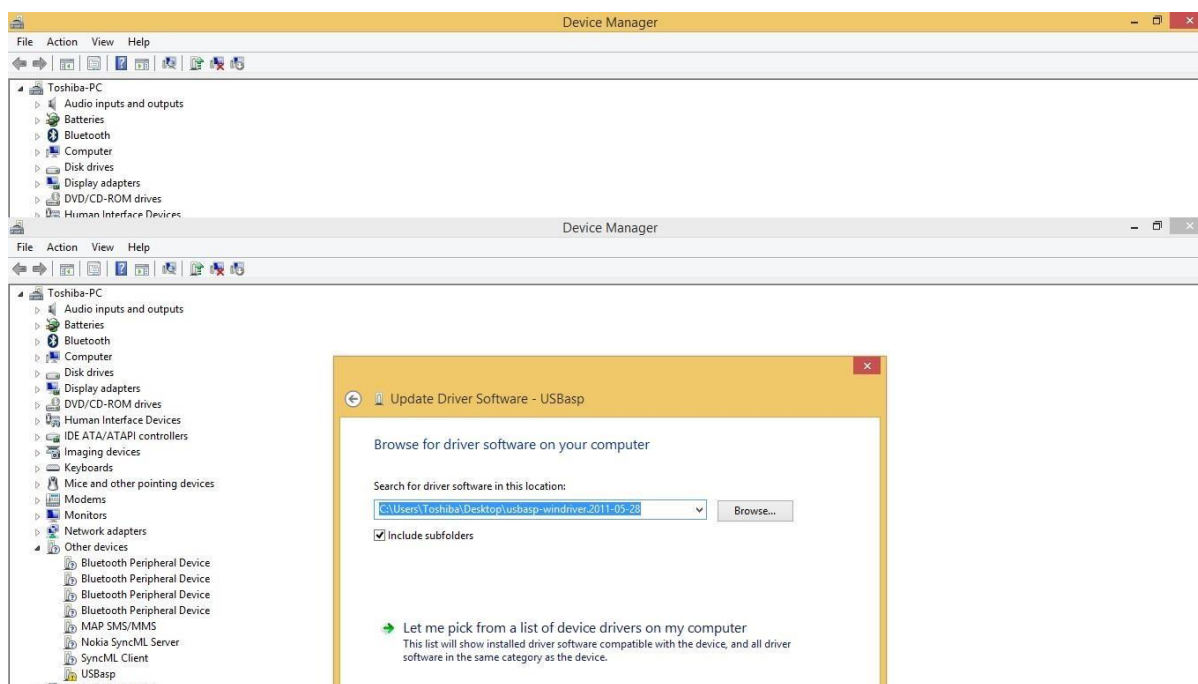 Device Manager
File Action View Help
Toshiba-PC
Audio inputs and outputs
Batteries
Bluetooth
Computer
Disk drives
Display adapters
DVD/CD-ROM drives
Human Interface Devices
Device Manager
File Action View Help
Toshiba-PC
Audio inputs and outputs
Batteries
Bluetooth
Computer
Disk drives
Display adapters
DVD/CD-ROM drives
Human Interface Devices
IDE ATA/ATAPI controllers
Imaging devices
Keyboards
Mice and other pointing devices
Modems
Monitors
Network adapters
Other devices
Bluetooth Peripheral Device
Bluetooth Peripheral Device
Bluetooth Peripheral Device
Bluetooth Peripheral Device
MAP SMS/MMS
Nokia SyncML Server
SyncML Client
USBasp
Update Driver Software - USBasp
Browse for driver software on your computer
Search for driver software in this location:
C:\Users\Toshiba\Desktop\usbasp-windriver.2011-05-28
Browse...
Include subfolders
Let me pick from a list of device drivers on my computer
This list will show installed driver software compatible with the device, and all driver
software in the same category as the device.